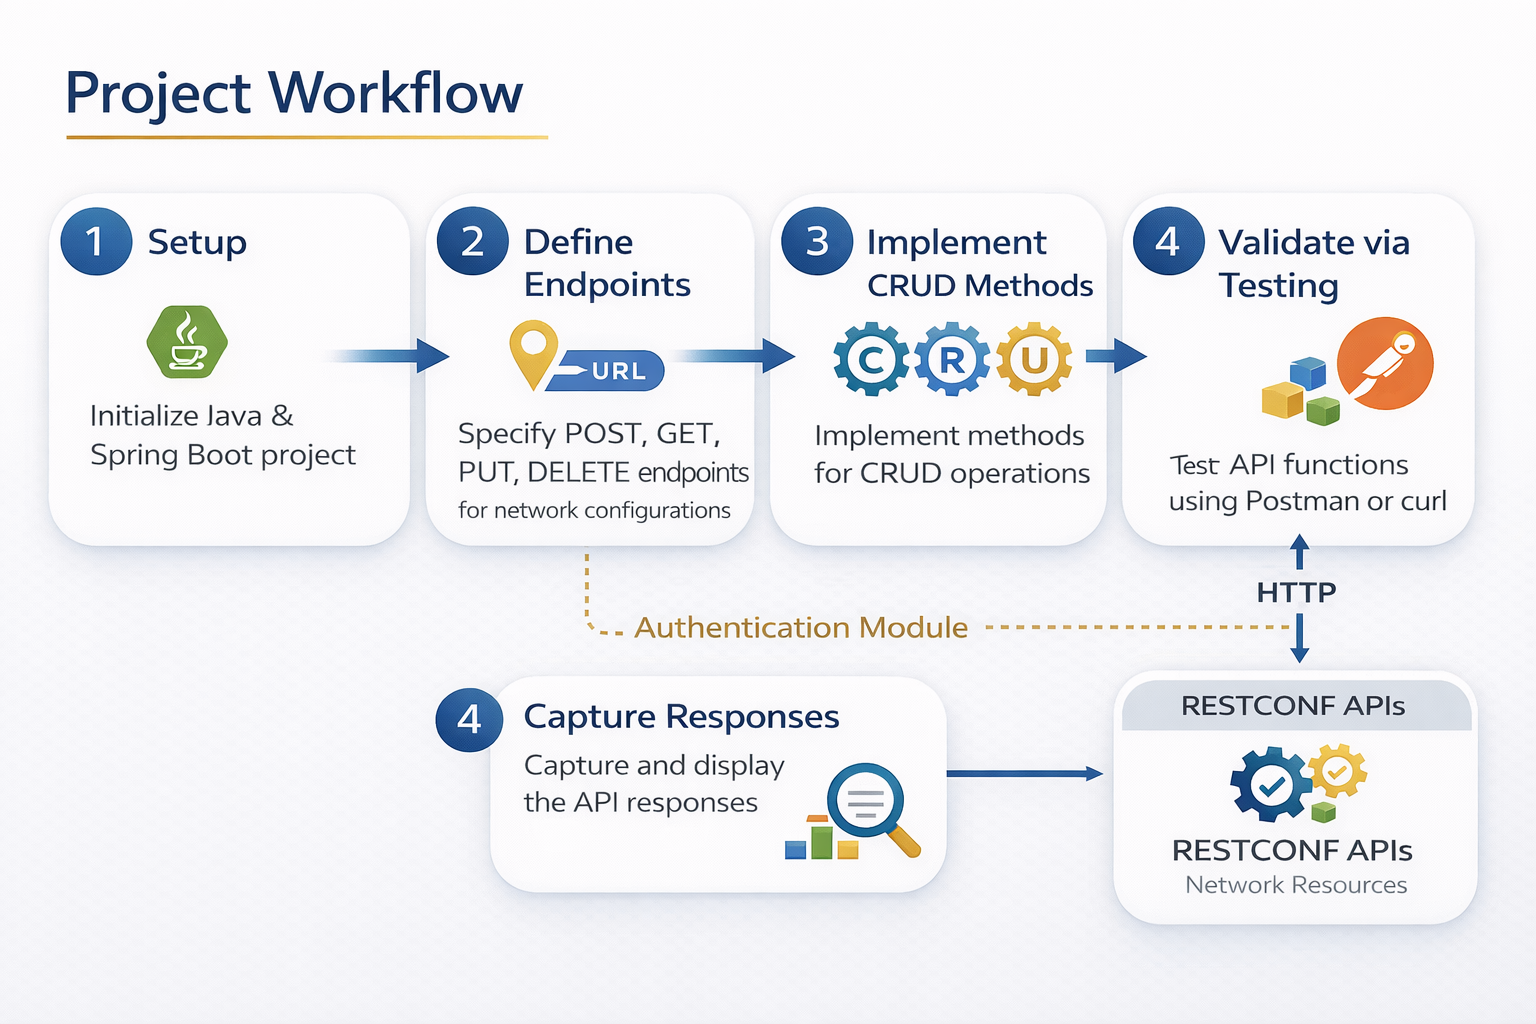 Project Workflow
1
Setup
Initialize Java &
Spring Boot project
2
Define
Endpoints
URL
Specify POST, GET,
PUT, DELETE endpoints
for network configurations
3
Implement
CRUD Methods
C R U
Implement methods
for CRUD operations
4
Validate via
Testing
Test API functions
using Postman or curl
HTTP
Authentication Module
4
Capture Responses
Capture and display
the API responses
RESTCONF APIs
RESTCONF APIs
Network Resources